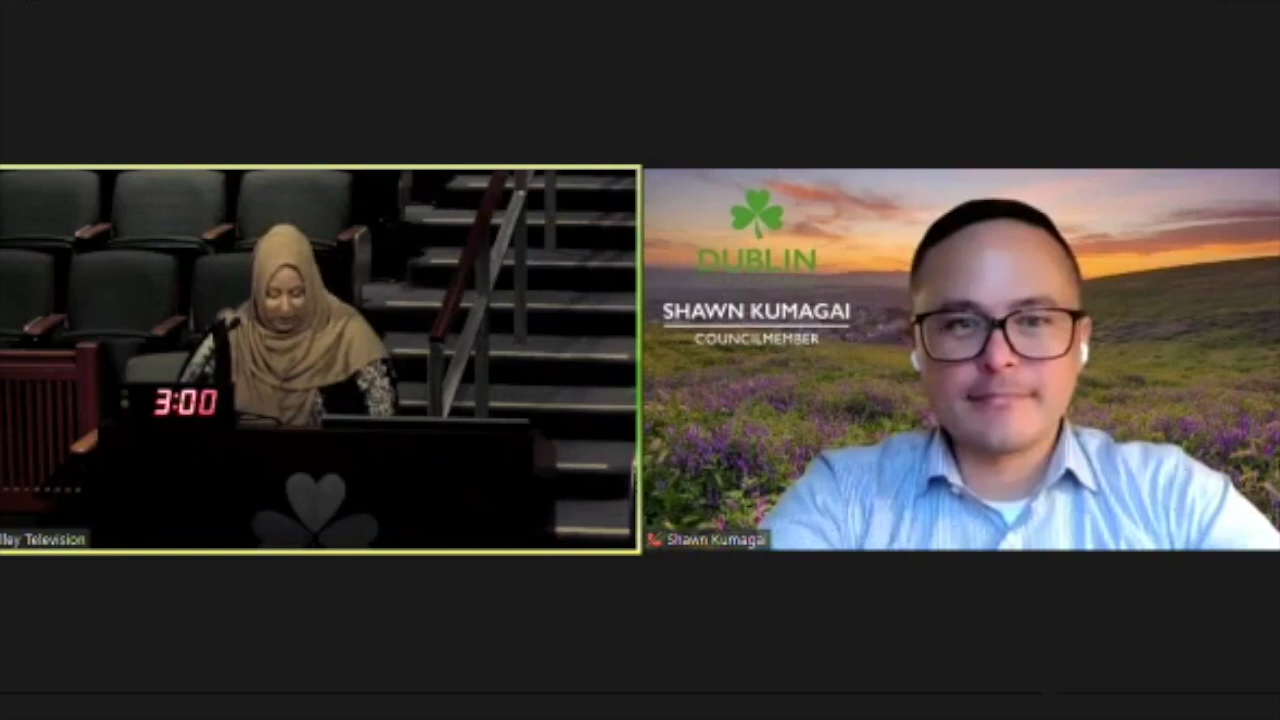 3:00
lley Television
DUBLIN
SHAWN KUMAGAI
COUNCILMEMBER
Shawn Kumagai